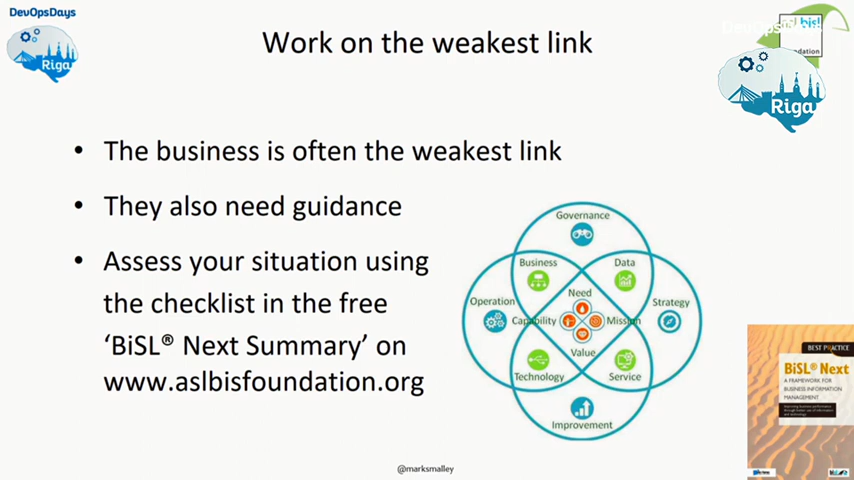 DevOpsDays
Riga
Work on the weakest link
Riga
• The business is often the weakest link
• They also need guidance
• Assess your situation using
the checklist in the free
‘BiSL® Next Summary’ on
www.aslbisfoundation.org
Governance
Business
Data
Operation
Need
Strategy
Capability
Mission
Value
Technology
Service
Improvement
BEST PRACTICE
BiSL® Next
A FRAMEWORK FOR
BUSINESS INFORMATION
MANAGEMENT
@marksmalley